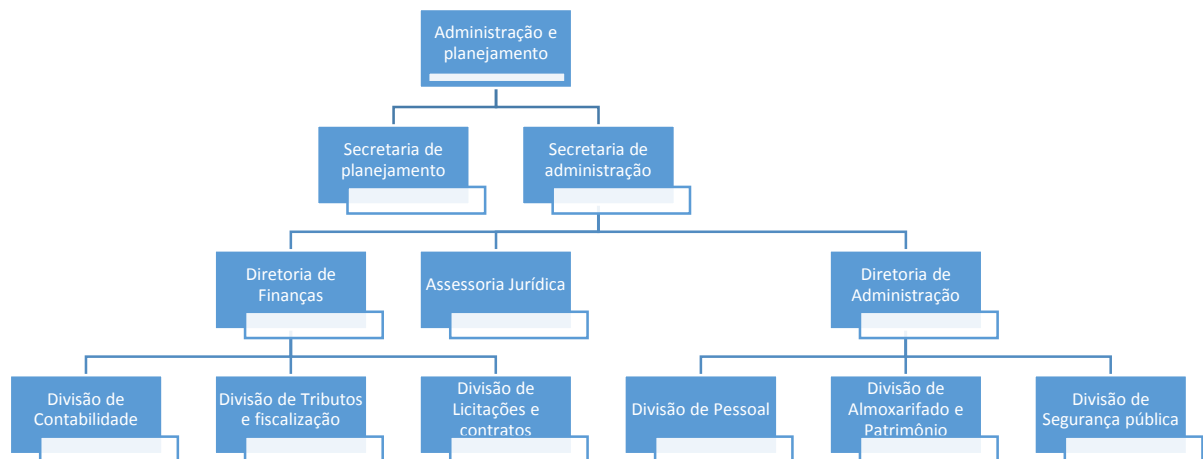 Administração e
planejamento
Secretaria de
planejamento
Secretaria de
administração
Diretoria de
Finanças
Assessoria Jurídica
Diretoria de
Administração
Divisão de
Contabilidade
Divisão de Tributos
e fiscalização
Divisão de
Licitações e
contratos
Divisão de Pessoal
Divisão de
Almoxarifado e
Patrimônio
Divisão de
Segurança pública